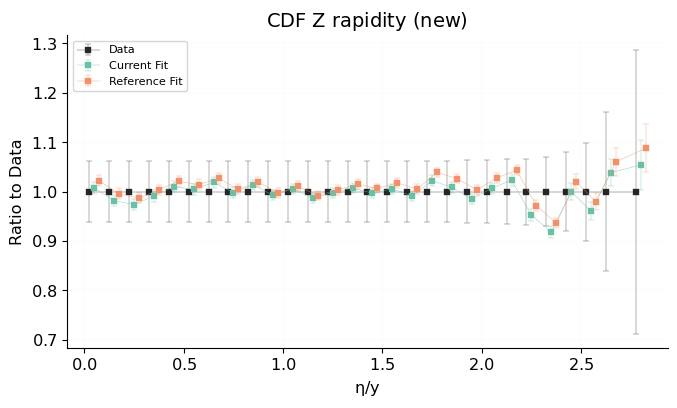 CDF Z rapidity (new)
Data
Current Fit
Reference Fit
Ratio to Data
1.3
1.2
1.1
1.0
0.9
0.8
0.7
0.0 0.5 1.0 1.5 2.0 2.5
η/y